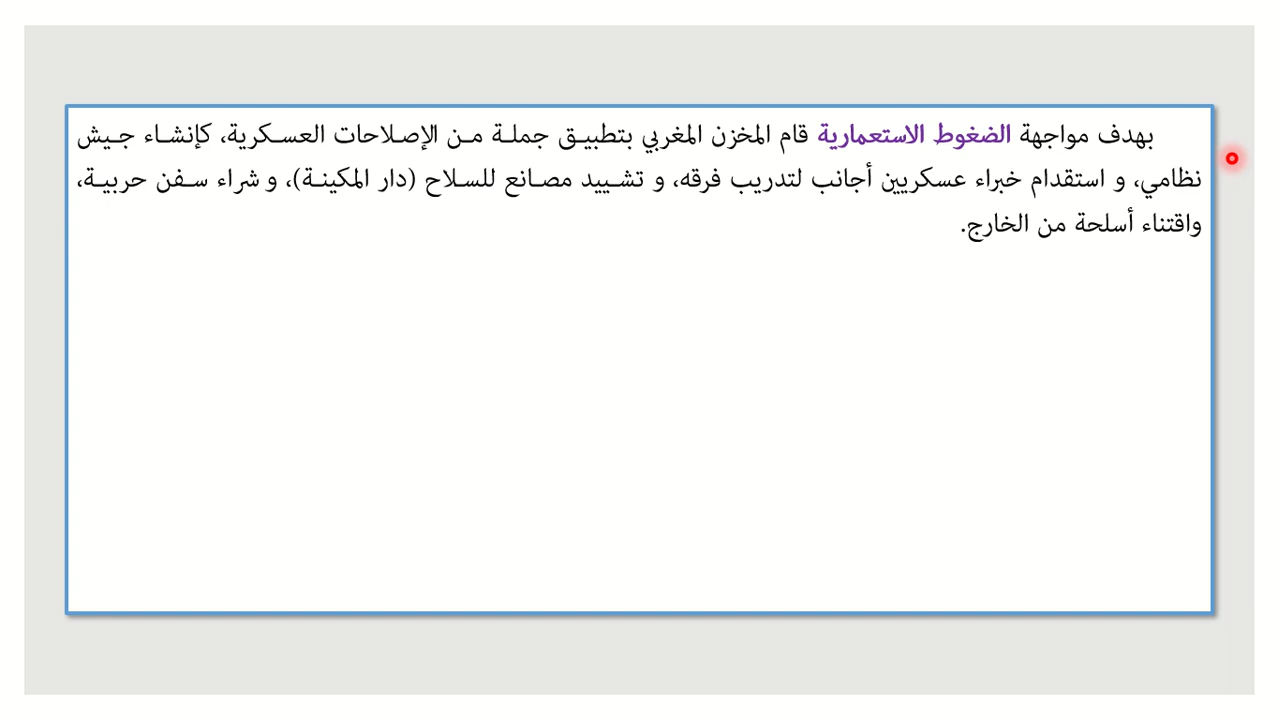 بهدف مواجهة الضغوط الاستعمارية قام المخزن المغربي بتطبيق جملة من الإصلاحات العسكرية، كإنشاء جيش
نظامي، و استقدام خبراء عسكريين أجانب لتدريب فرقه، و تشييد مصانع للسلاح (دار المكينة)، و شراء سفن حربية،
واقتناء أسلحة من الخارج.